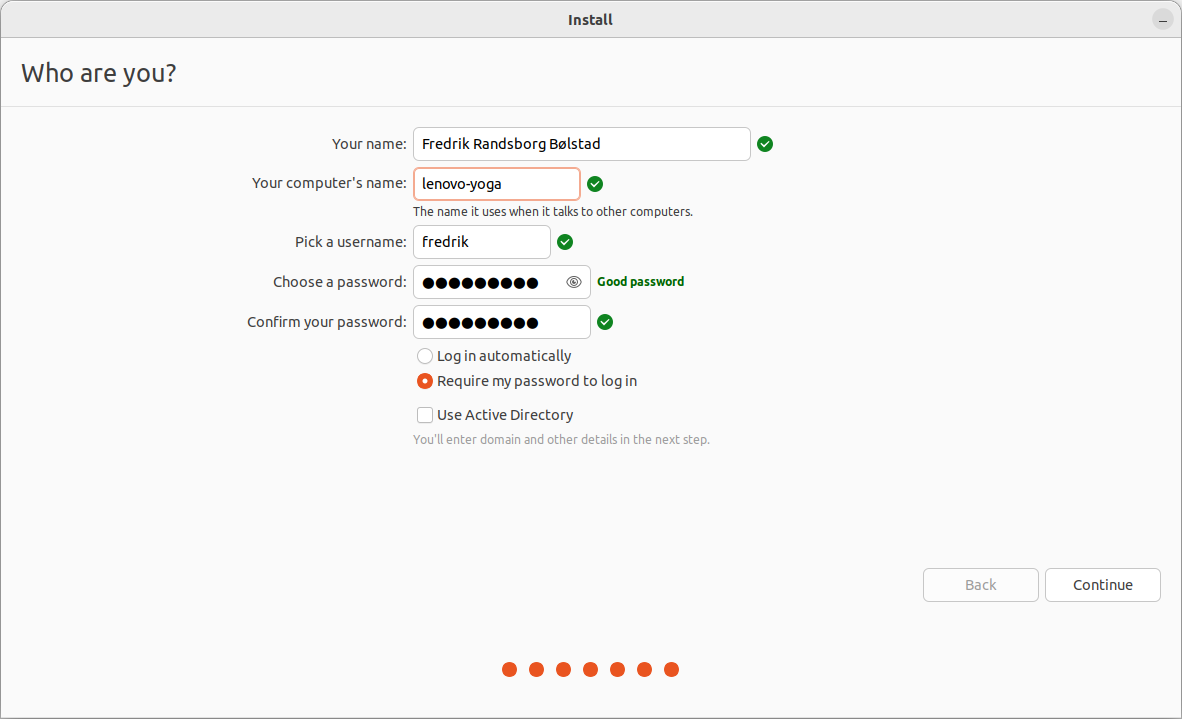 Install
Who are you?
Your name: Fredrik Randsborg Bølstad
Your computer's name: lenovo-yoga
The name it uses when it talks to other computers.
Pick a username: fredrik
Choose a password: ●●●●●●●●● Good password
Confirm your password: ●●●●●●●●●
Log in automatically
Require my password to log in
Use Active Directory
You'll enter domain and other details in the next step.
Back Continue